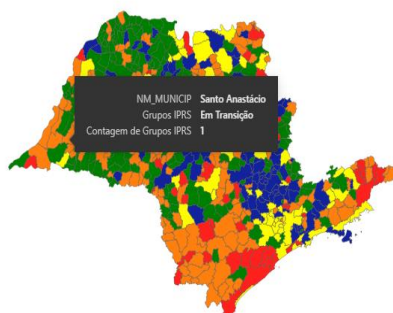 NM_MUNICIP Santo Anastácio
Grupos IPRS Em Transição
Contagem de Grupos IPRS 1